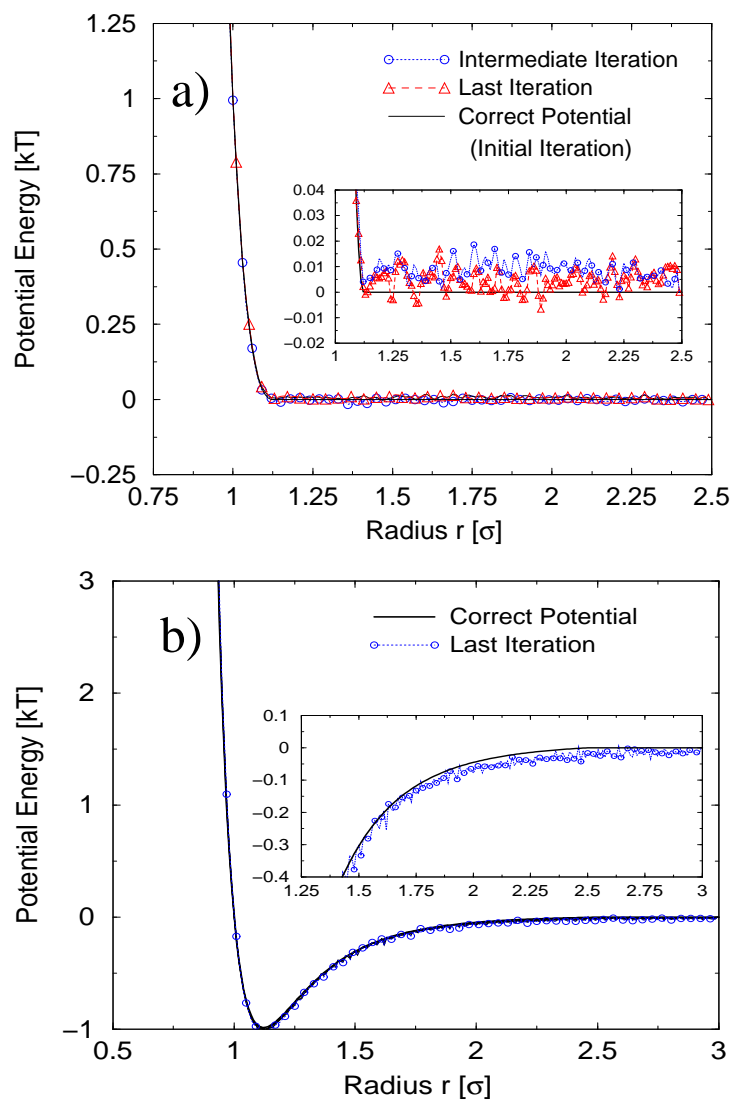 1.25
1
0.75
0.5
0.25
0
−0.25
Potential Energy [kT]
a)
Intermediate Iteration
Last Iteration
Correct Potential
(Initial Iteration)
0.04
0.03
0.02
0.01
0
−0.01
−0.02
1 1.25 1.5 1.75 2 2.25 2.5
0.75 1 1.25 1.5 1.75 2 2.25 2.5
Radius r [σ]
3
2
1
0
−1
Potential Energy [kT]
b)
Correct Potential
Last Iteration
0.1
0
−0.1
−0.2
−0.3
−0.4
1.25 1.5 1.75 2 2.25 2.5 2.75 3
0.5 1 1.5 2 2.5 3
Radius r [σ]